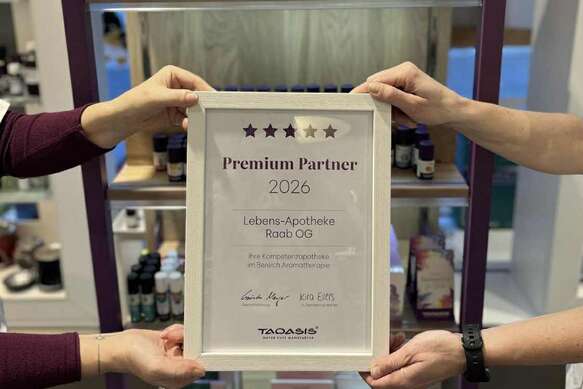 Premium Partner
2026
Lebens-Apotheke
Raab OG
Ihre Kompetenzapotheke
im Bereich Aromatherapie
TAOASIS